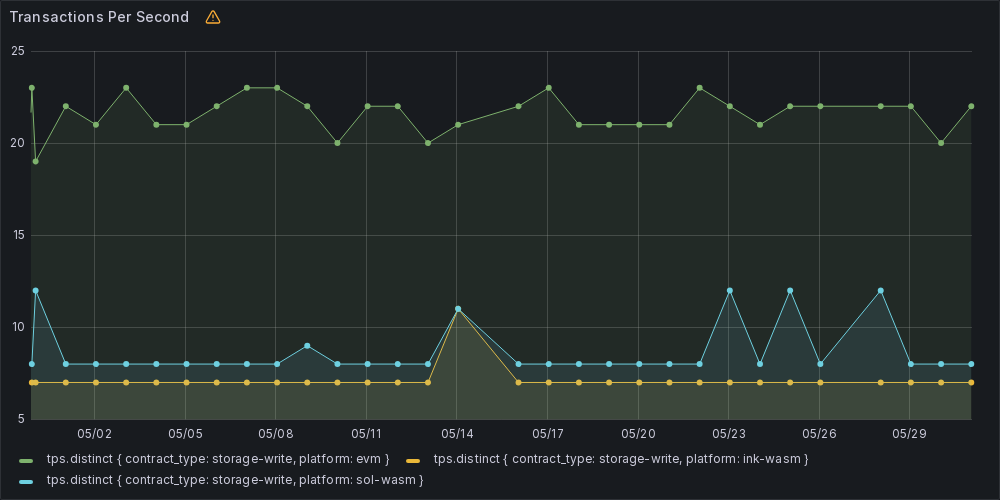 Transactions Per Second
25
20
15
10
5
05/02 05/05 05/08 05/11 05/14 05/17 05/20 05/23 05/26 05/29
tps.distinct { contract_type: storage-write, platform: evm } tps.distinct { contract_type: storage-write, platform: ink-wasm }
tps.distinct { contract_type: storage-write, platform: sol-wasm }